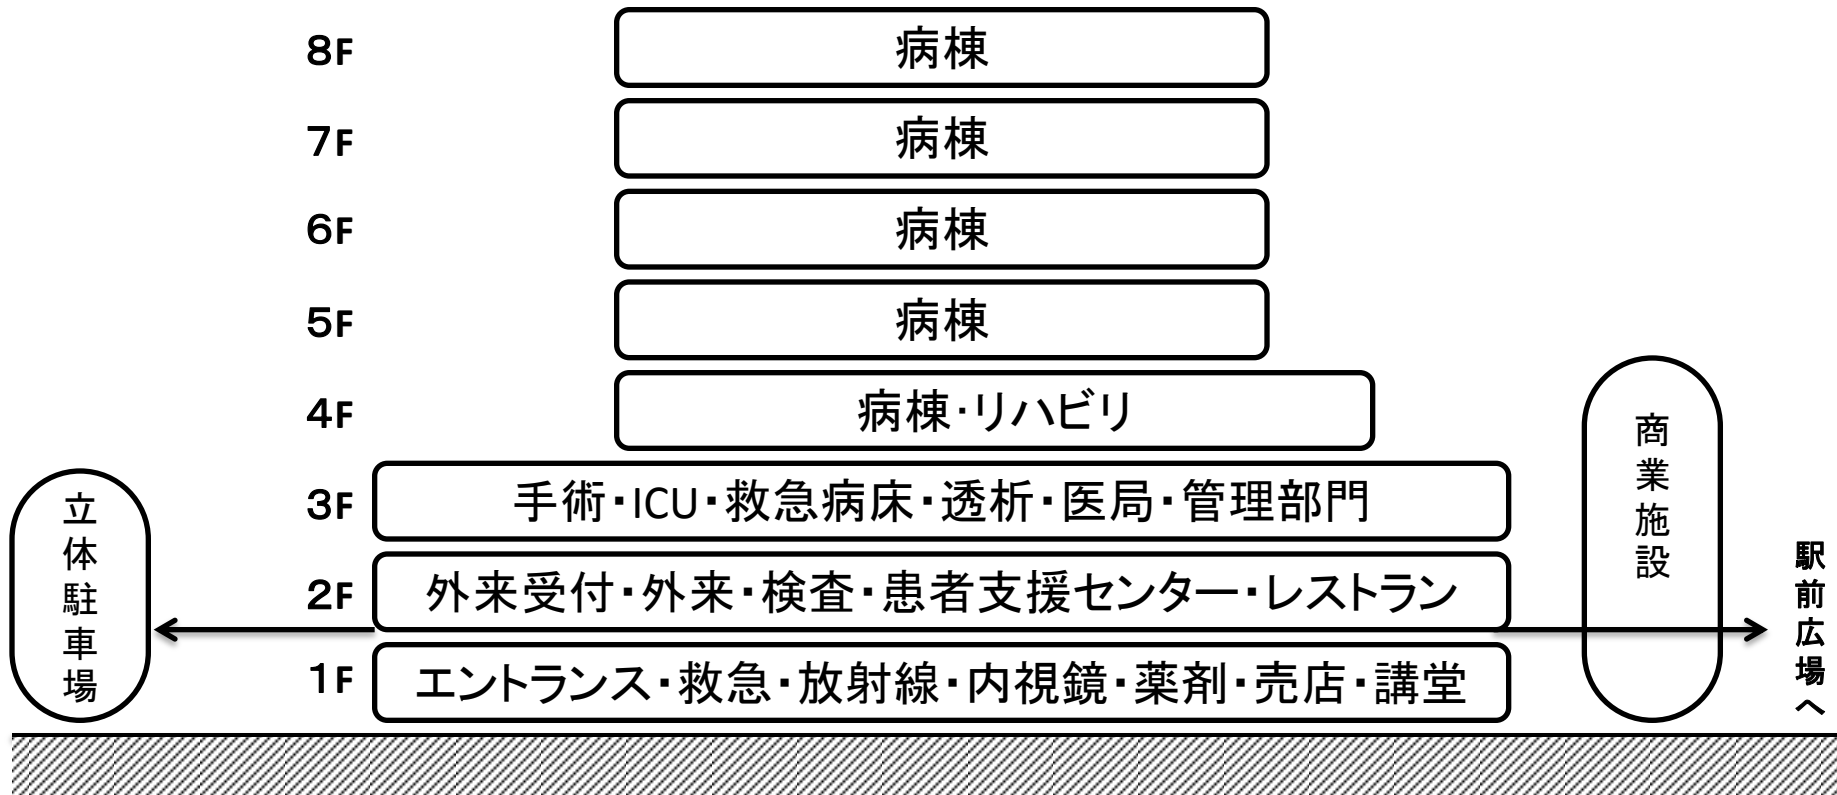 8F 病棟
7F 病棟
6F 病棟
5F 病棟
4F 病棟・リハビリ
3F 手術・ICU・救急病床・透析・医局・管理部門
2F 外来受付・外来・検査・患者支援センター・レストラン
1F エントランス・救急・放射線・内視鏡・薬剤・売店・講堂
立体駐車場
商業施設
駅前広場へ